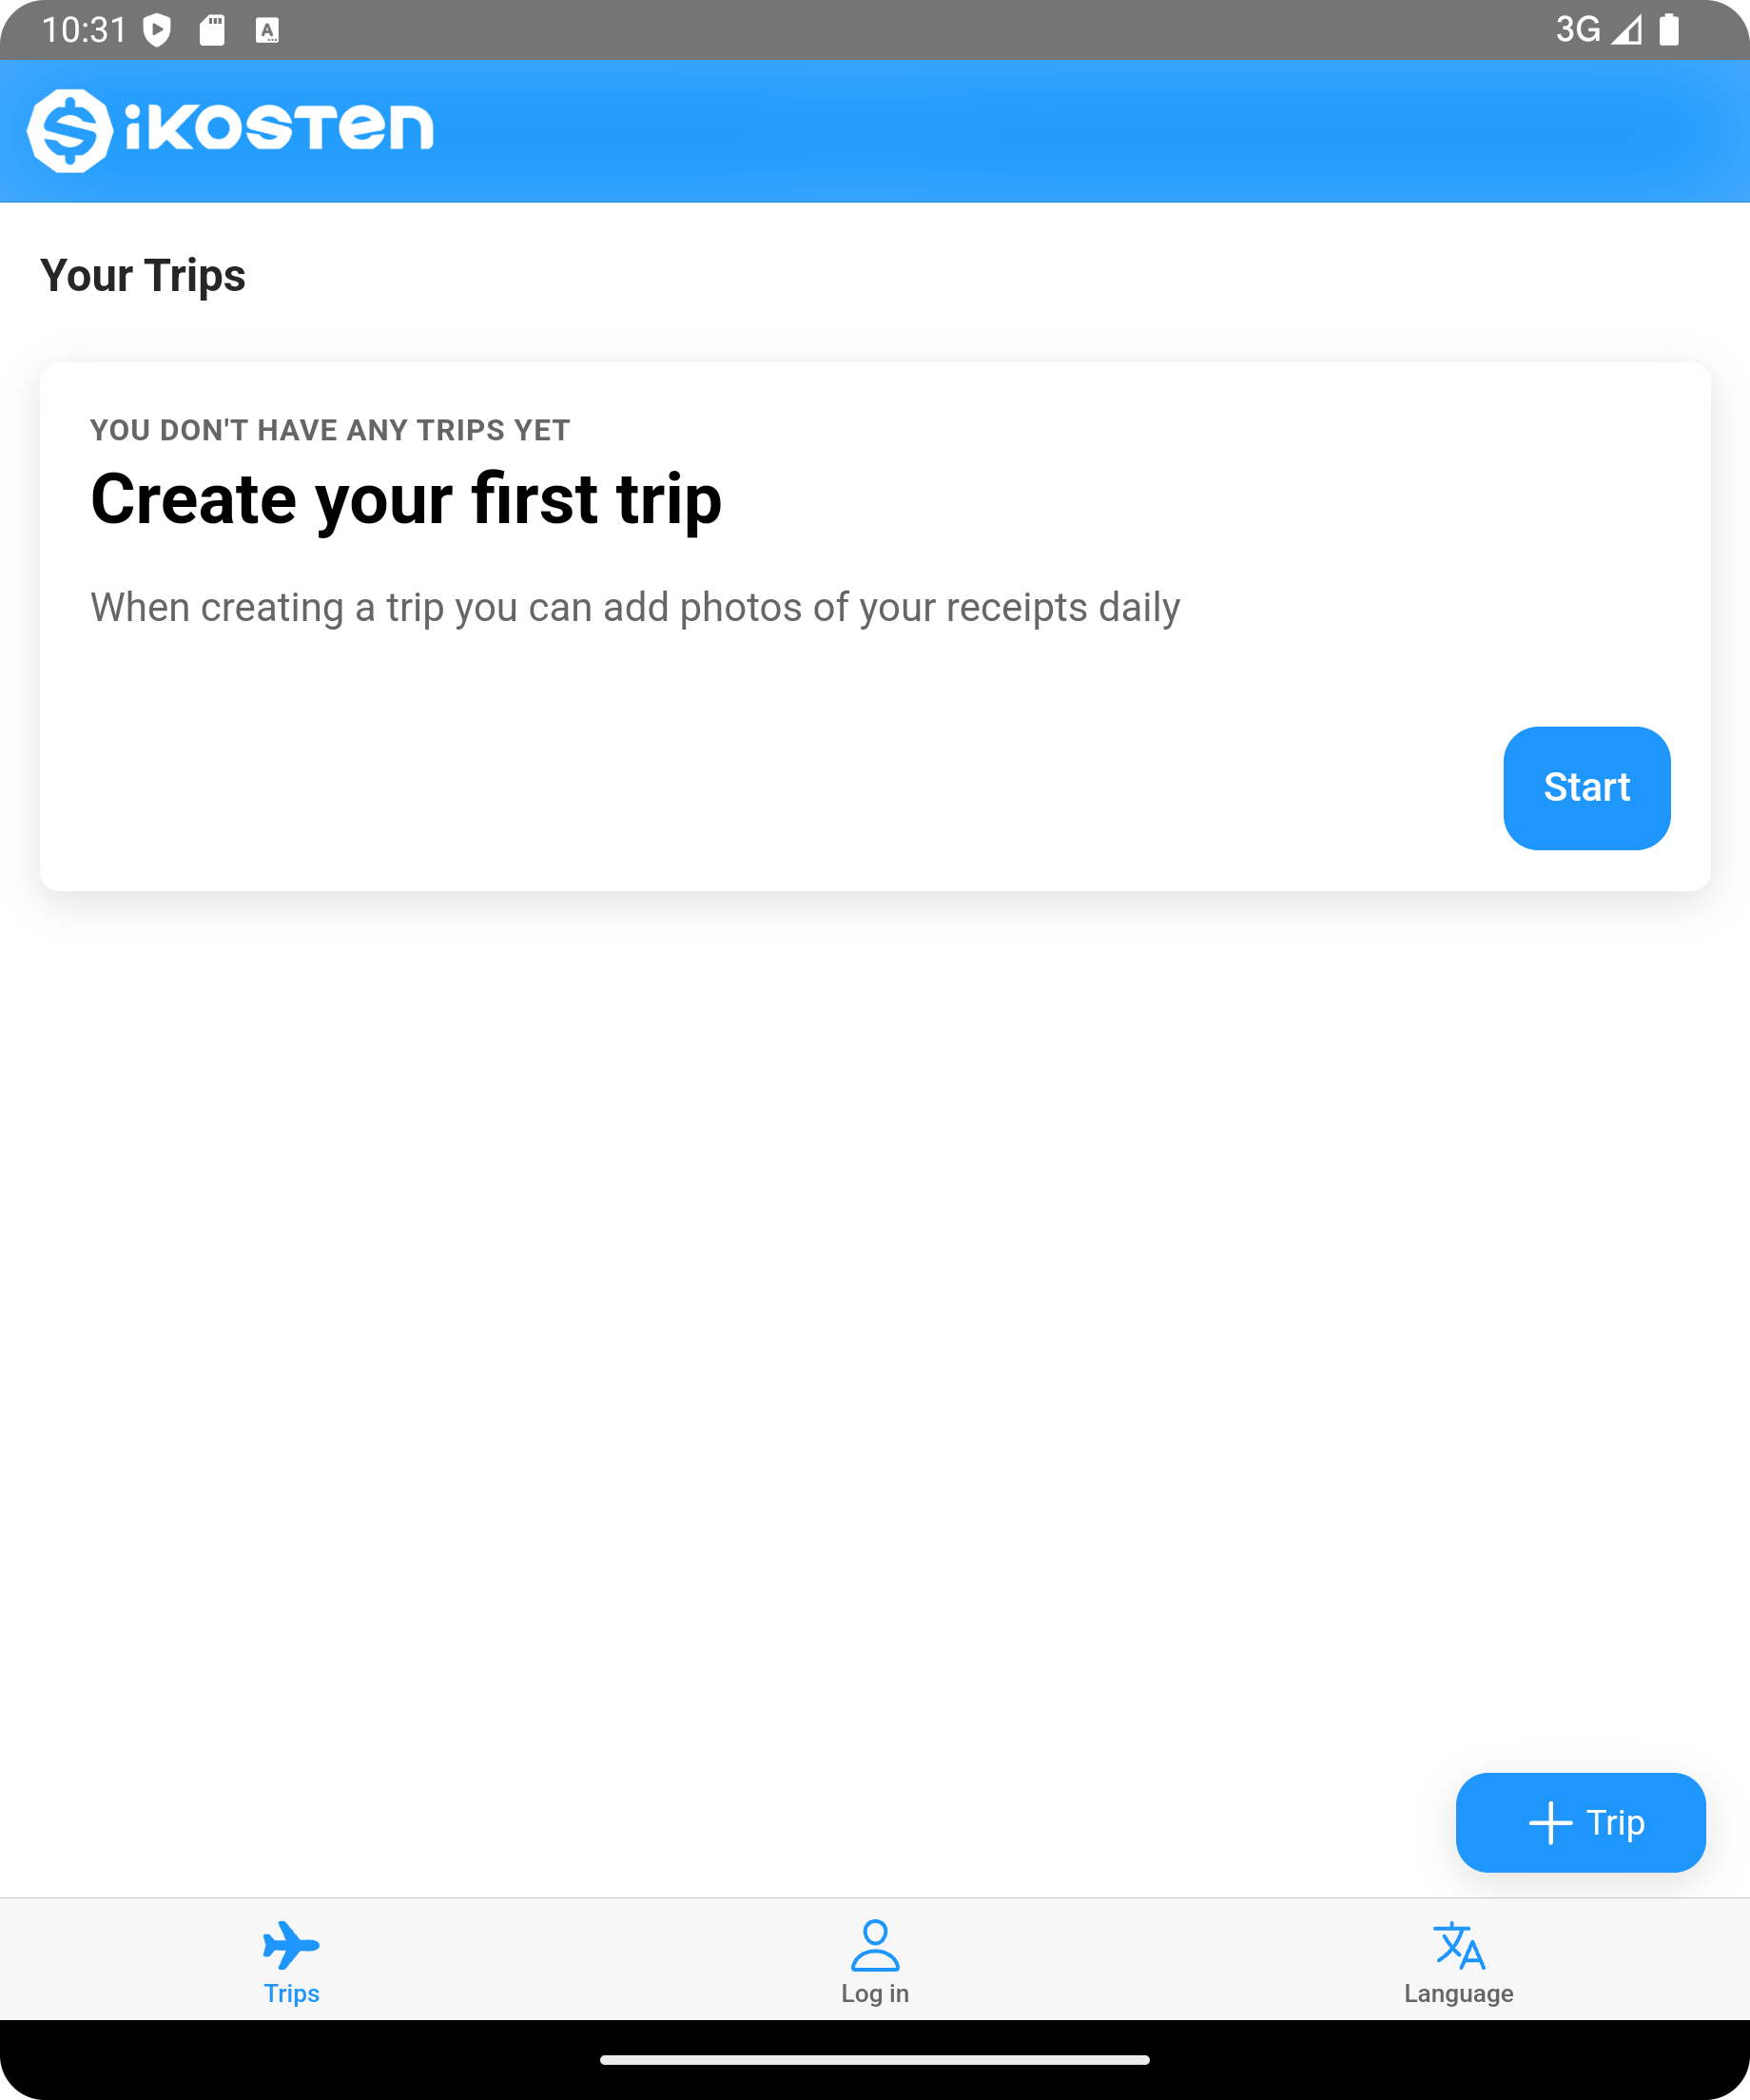 10:31
3G
iKOSTEN
Your Trips
YOU DON'T HAVE ANY TRIPS YET
Create your first trip
When creating a trip you can add photos of your receipts daily
Start
Trip
Trips
Log in
Language